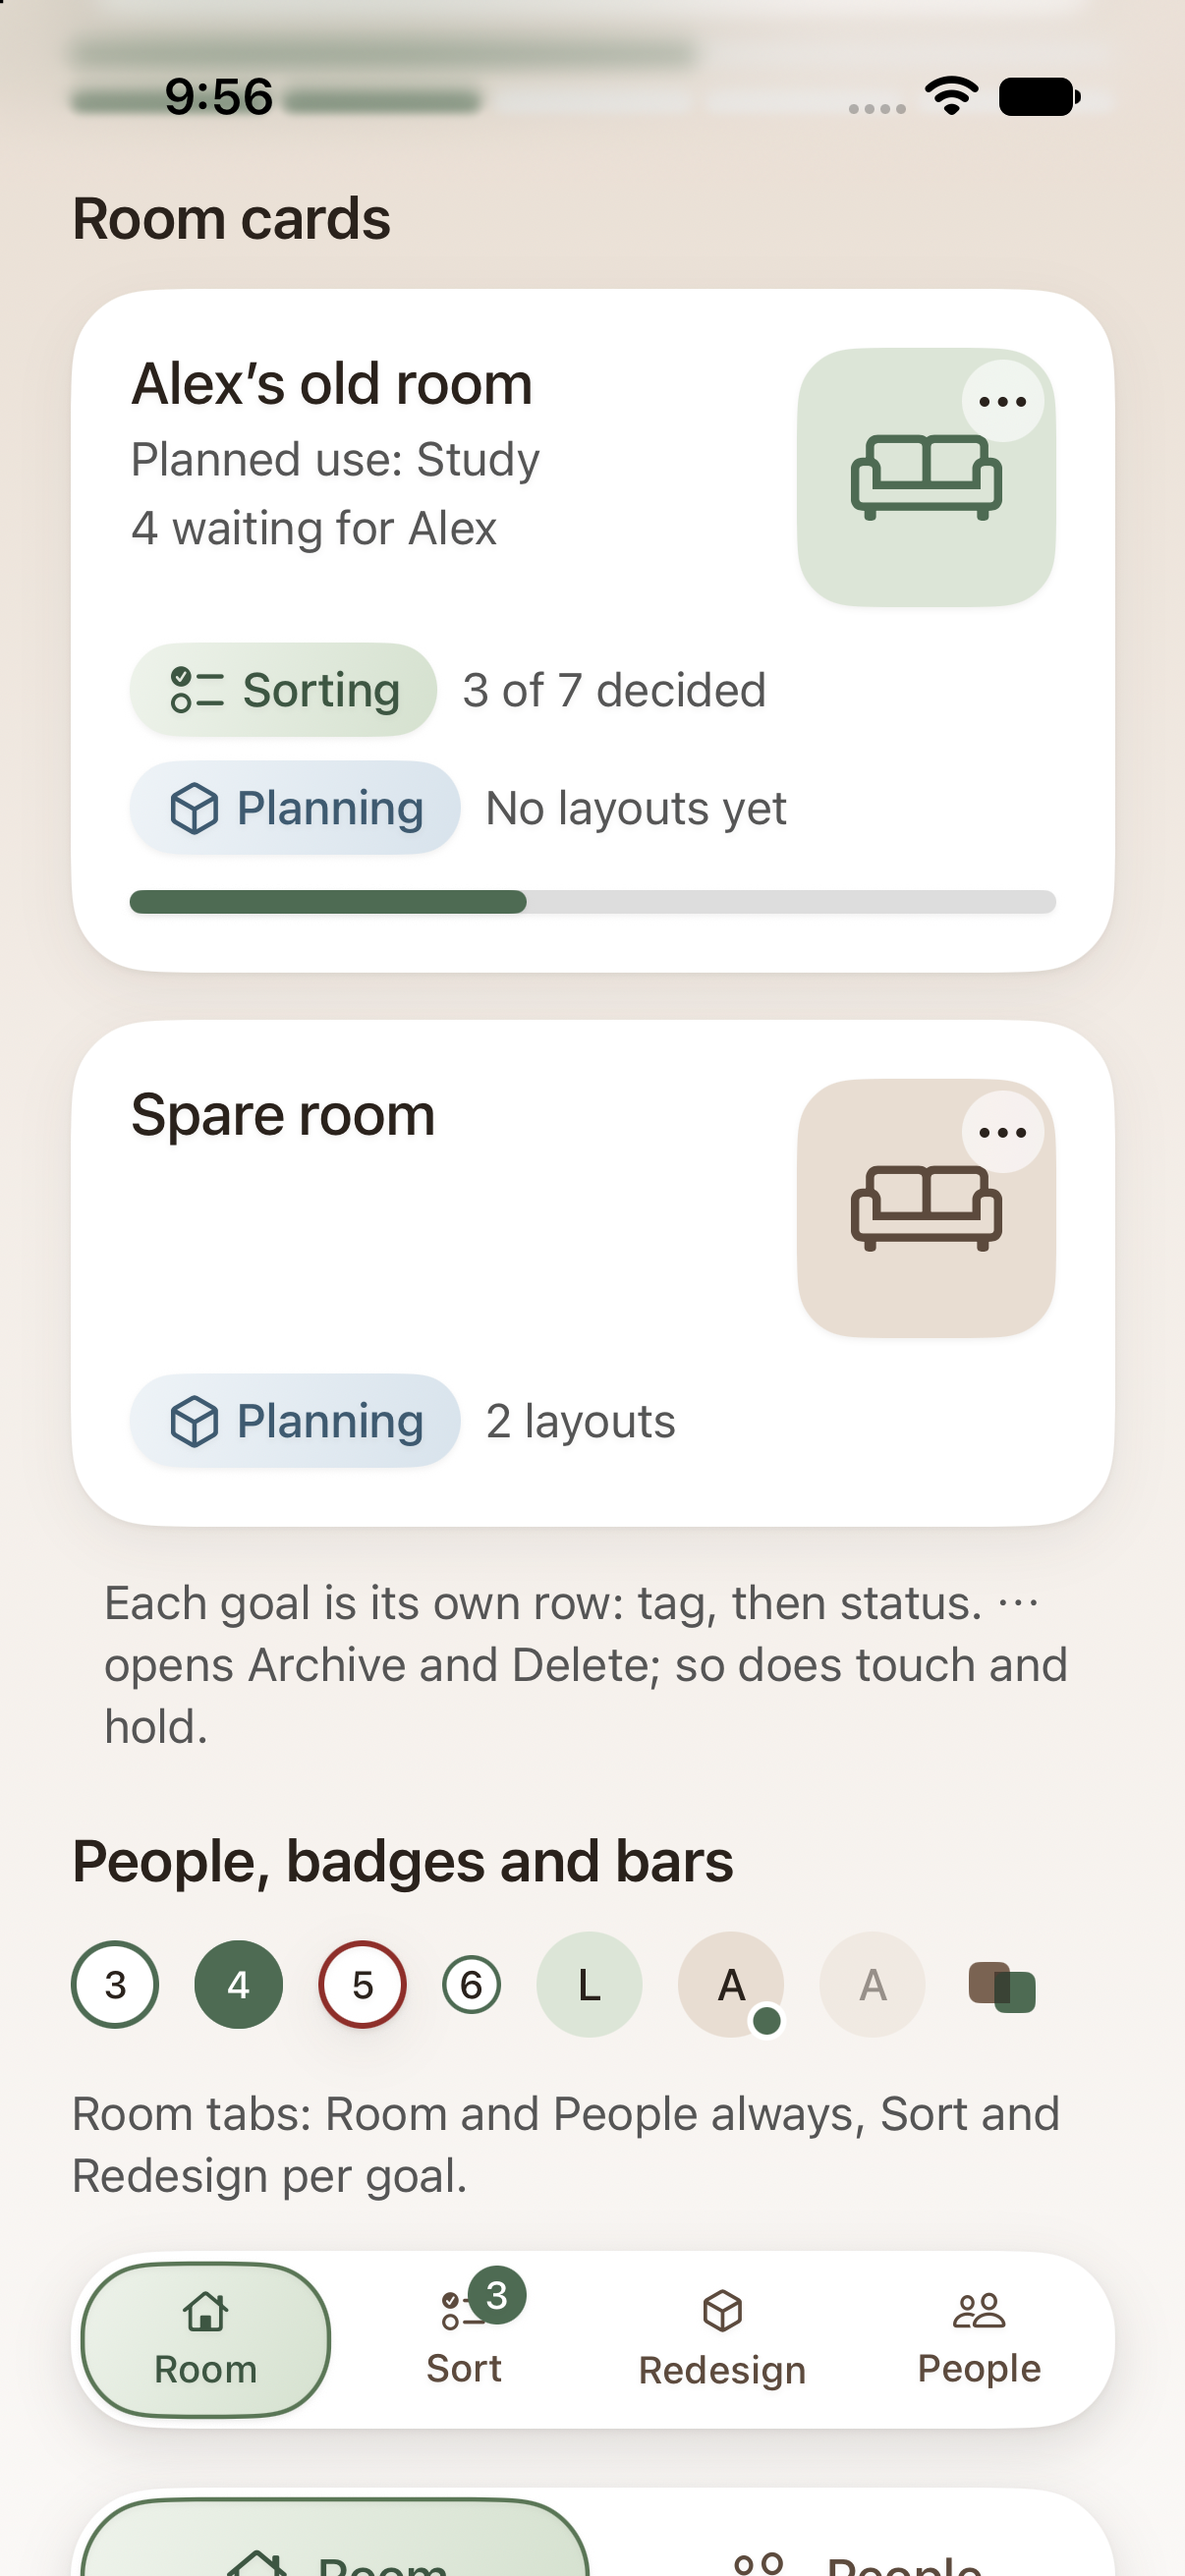 9:56
Room cards
Alex’s old room
Planned use: Study
4 waiting for Alex
Sorting 3 of 7 decided
Planning No layouts yet
Spare room
Planning 2 layouts
Each goal is its own row: tag, then status. ···
opens Archive and Delete; so does touch and
hold.
People, badges and bars
3 4 5 6 L A A
Room tabs: Room and People always, Sort and
Redesign per goal.
3
Room Sort Redesign People
Room People